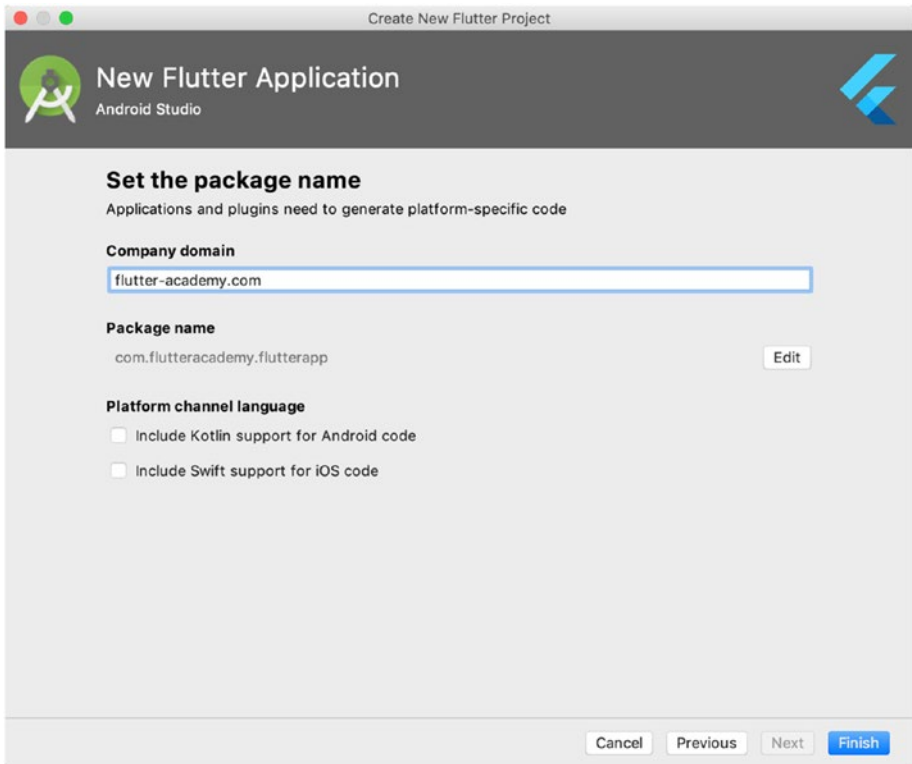 Create New Flutter Project
New Flutter Application
Android Studio
Set the package name
Applications and plugins need to generate platform-specific code
Company domain
flutter-academy.com
Package name
com.flutteracademy.flutterapp
Edit
Platform channel language
Include Kotlin support for Android code
Include Swift support for iOS code
Cancel Previous Next Finish